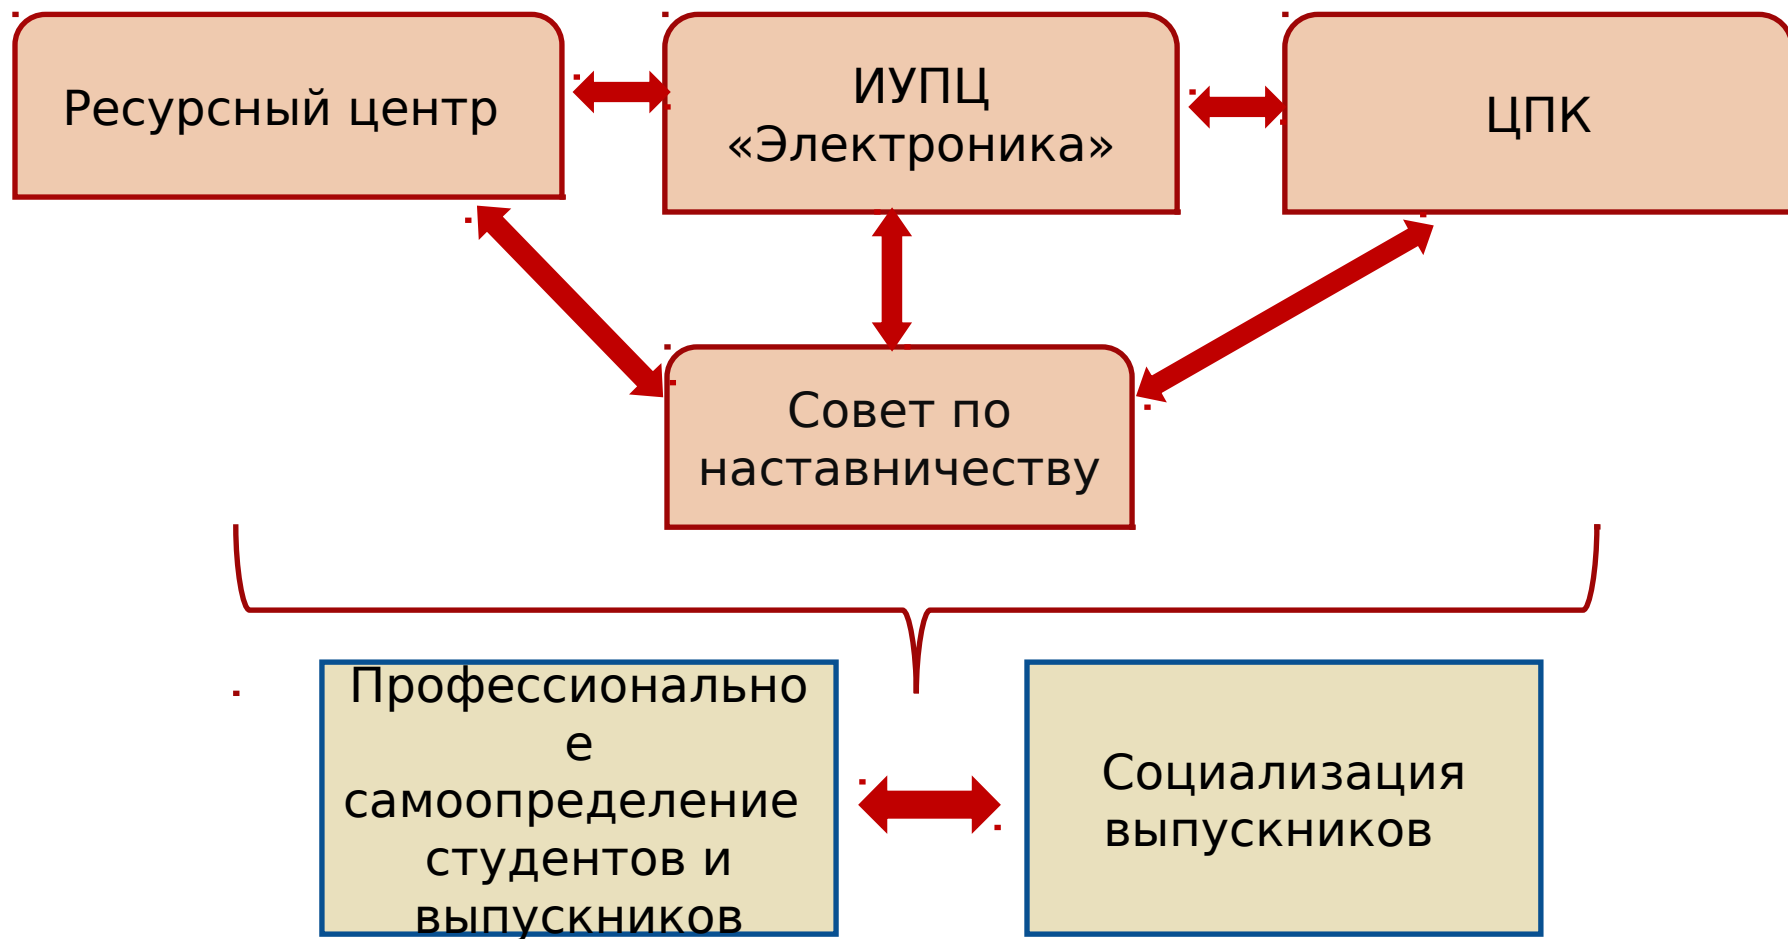 Ресурсный центр
ИУПЦ
«Электроника»
ЦПК
Совет по
наставничеству
Профессионально
е
самоопределение
студентов и
выпускников
Социализация
выпускников